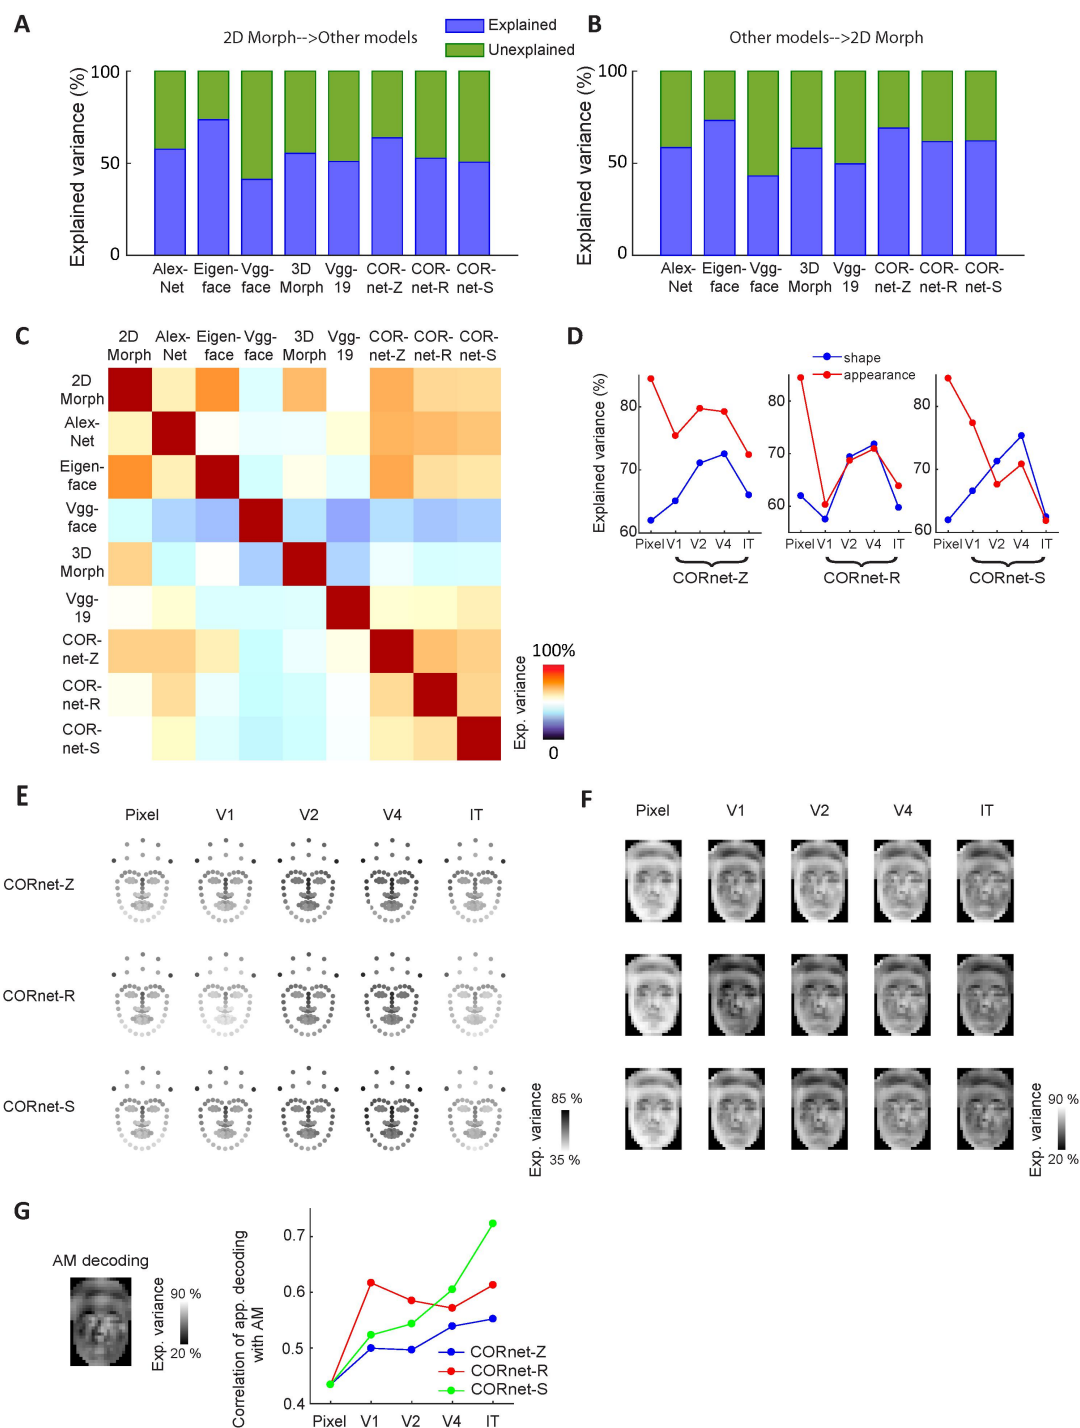 A
2D Morph-->Other models
Explained
Unexplained
B
Other models-->2D Morph
Explained variance (%)
100
50
0
Alex-Net
Eigen-face
Vgg-face
3D Morph
Vgg-19
COR-net-Z
COR-net-R
COR-net-S
Explained variance (%)
100
50
0
Alex-Net
Eigen-face
Vgg-face
3D Morph
Vgg-19
COR-net-Z
COR-net-R
COR-net-S
C
2D Morph
Alex-Net
Eigen-face
Vgg-face
3D Morph
Vgg-19
COR-net-Z
COR-net-R
COR-net-S
2D Morph
Alex-Net
Eigen-face
Vgg-face
3D Morph
Vgg-19
COR-net-Z
COR-net-R
COR-net-S
Exp. variance
100%
0
D
shape
appearance
Explained variance (%)
80
70
60
Pixel V1 V2 V4 IT
CORnet-Z
80
70
60
Pixel V1 V2 V4 IT
CORnet-R
80
70
60
Pixel V1 V2 V4 IT
CORnet-S
E
Pixel V1 V2 V4 IT
CORnet-Z
CORnet-R
CORnet-S
Exp. variance
85 %
35 %
F
Pixel V1 V2 V4 IT
Exp. variance
90 %
20 %
G
AM decoding
Exp. variance
90 %
20 %
Correlation of app. decoding
with AM
0.7
0.6
0.5
0.4
CORnet-Z
CORnet-R
CORnet-S
Pixel V1 V2 V4 IT